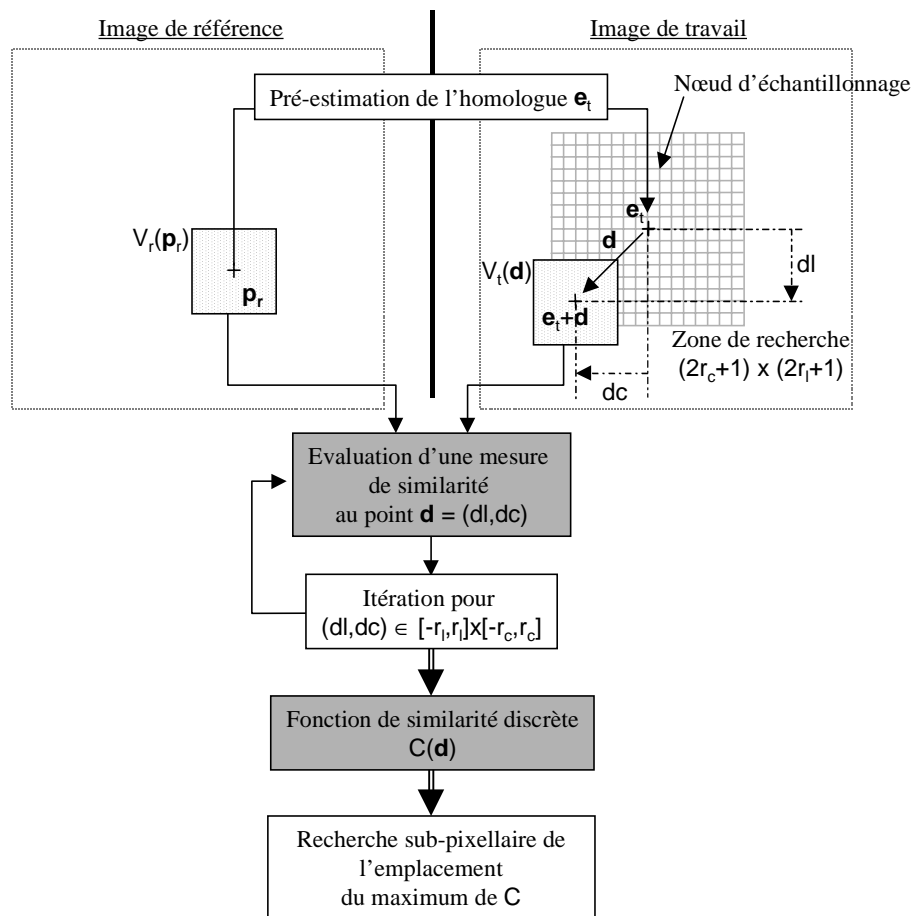 Image de référence
Image de travail
Pré-estimation de l'homologue e_t
Nœud d'échantillonnage
e_t
d
dl
V_r(p_r)
p_r
V_t(d)
e_t+d
Zone de recherche
(2r_c+1) x (2r_l+1)
dc
Evaluation d'une mesure
de similarité
au point d = (dl,dc)
Itération pour
(dl,dc) ∈ [-r_l,r_l]x[-r_c,r_c]
Fonction de similarité discrète
C(d)
Recherche sub-pixellaire de
l'emplacement
du maximum de C